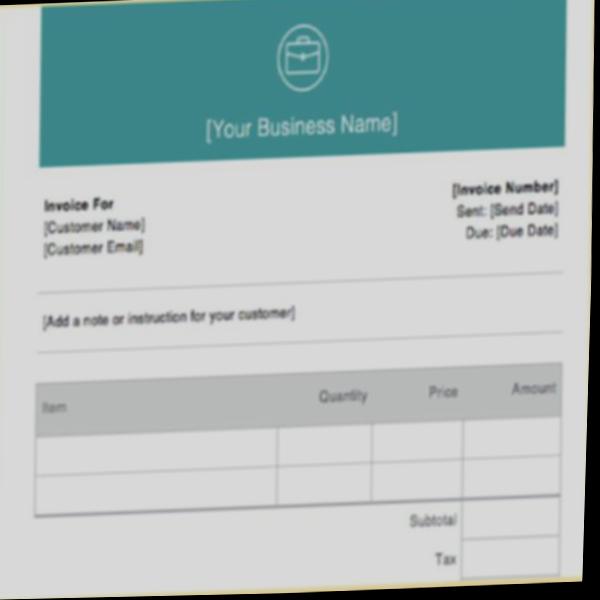 [Your Business Name]
Invoice For
[Customer Name]
[Customer Email]
[Invoice Number]
Sent: [Send Date]
Due: [Due Date]
[Add a note or instruction for your customer]
Item Quantity Price Amount
Subtotal
Tax